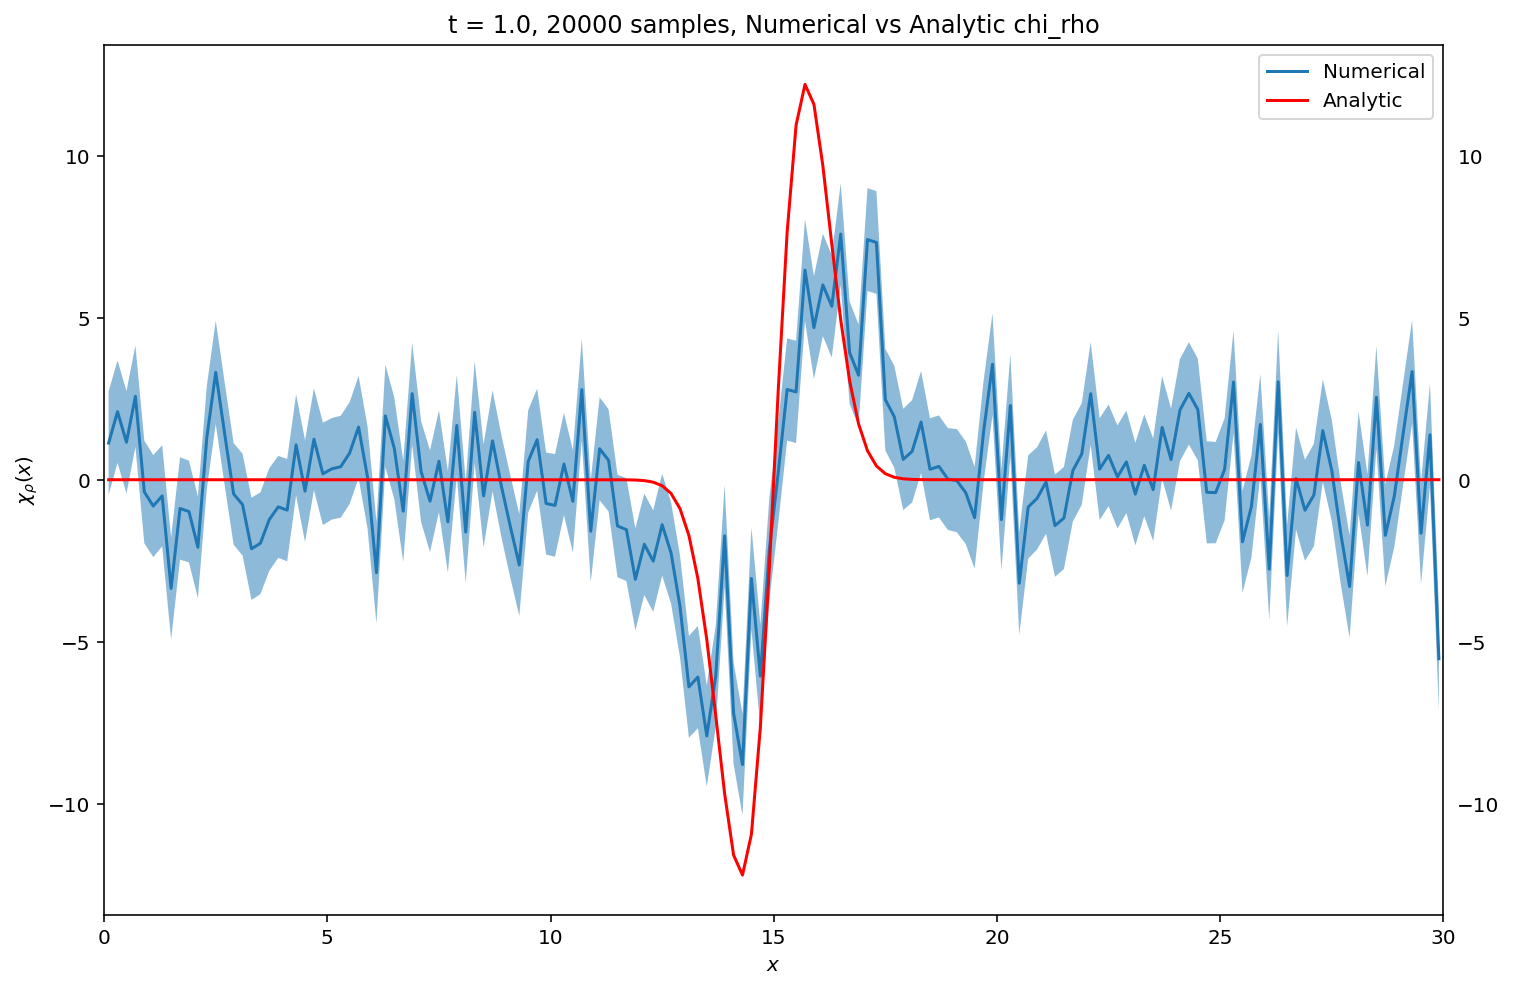 t = 1.0, 20000 samples, Numerical vs Analytic chi_rho
Numerical
Analytic
10
5
0
−5
−10
10
5
0
−5
−10
χρ(x)
0 5 10 15 20 25 30
x